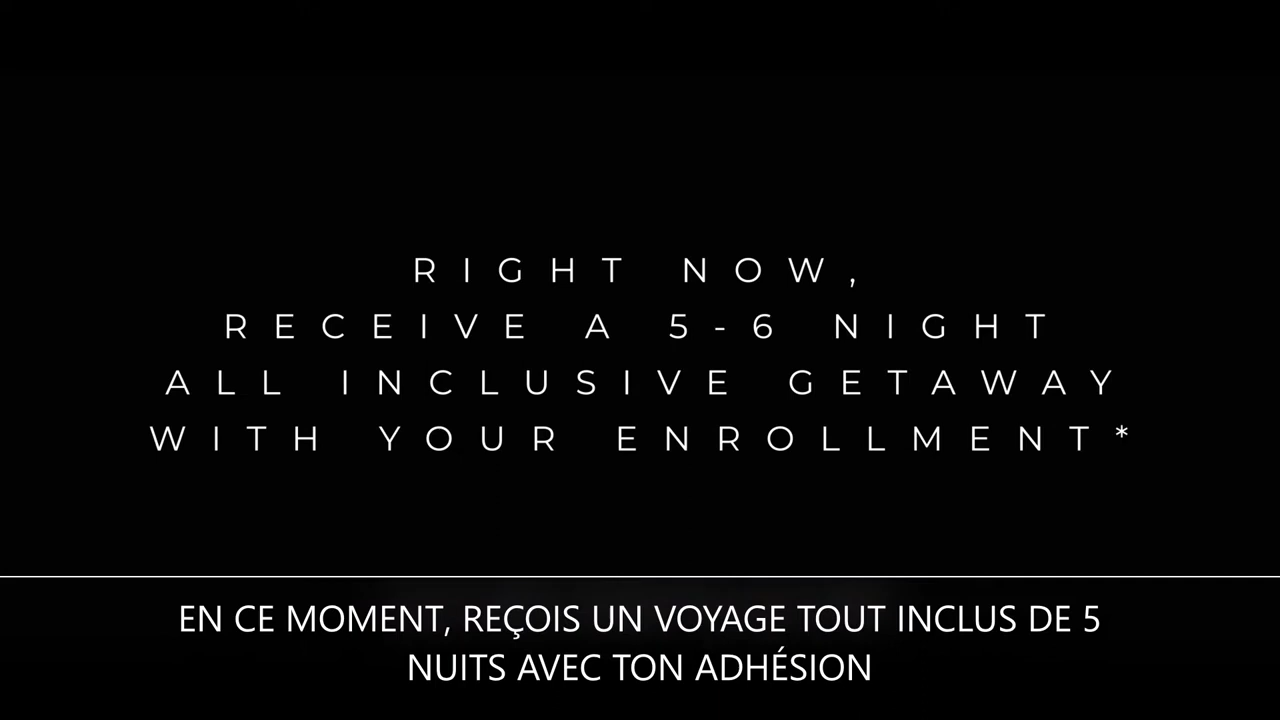 RIGHT NOW,
RECEIVE A 5-6 NIGHT
ALL INCLUSIVE GETAWAY
WITH YOUR ENROLLMENT*
EN CE MOMENT, REÇOIS UN VOYAGE TOUT INCLUS DE 5
NUITS AVEC TON ADHÉSION